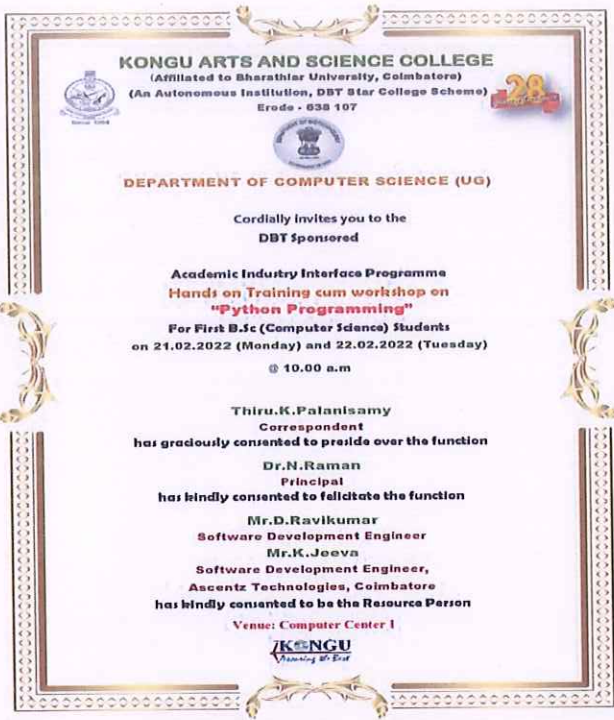 KONGU ARTS AND SCIENCE COLLEGE
(Affiliated to Bharathiar University, Coimbatore)
(An Autonomous Institution, DBT Star College Scheme)
Erode - 638 107
28
DEPARTMENT OF COMPUTER SCIENCE (UG)
Cordially invites you to the
DBT Sponsored
Academic Industry Interface Programme
Hands on Training cum workshop on
"Python Programming"
For First B.Sc (Computer Science) Students
on 21.02.2022 (Monday) and 22.02.2022 (Tuesday)
@ 10.00 a.m
Thiru.K.Palanisamy
Correspondent
has graciously consented to preside over the function
Dr.N.Raman
Principal
has kindly consented to felicitate the function
Mr.D.Ravikumar
Software Development Engineer
Mr.K.Jeeva
Software Development Engineer,
Ascentz Technologies, Coimbatore
has kindly consented to be the Resource Person
Venue: Computer Center I
KONGU